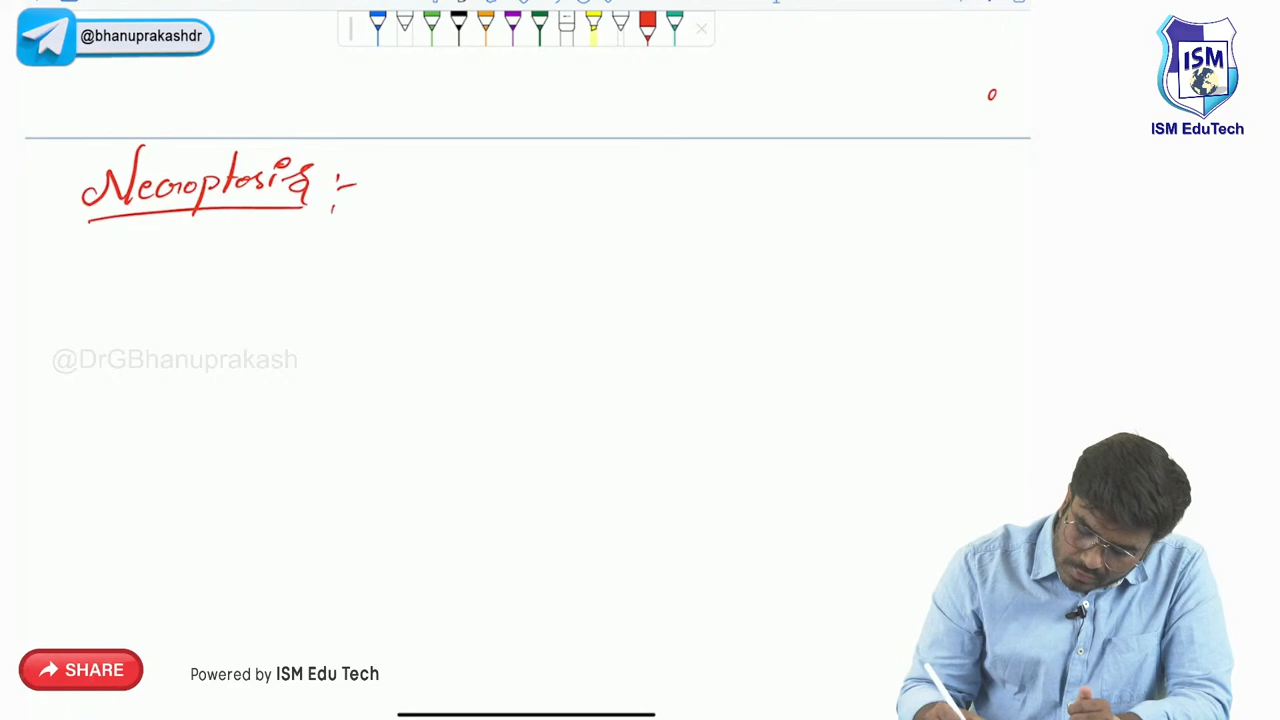 @bhanuprakashdr
ISM
ISM EduTech
Necroptosis :-
@DrGBhanuprakash
SHARE
Powered by ISM Edu Tech